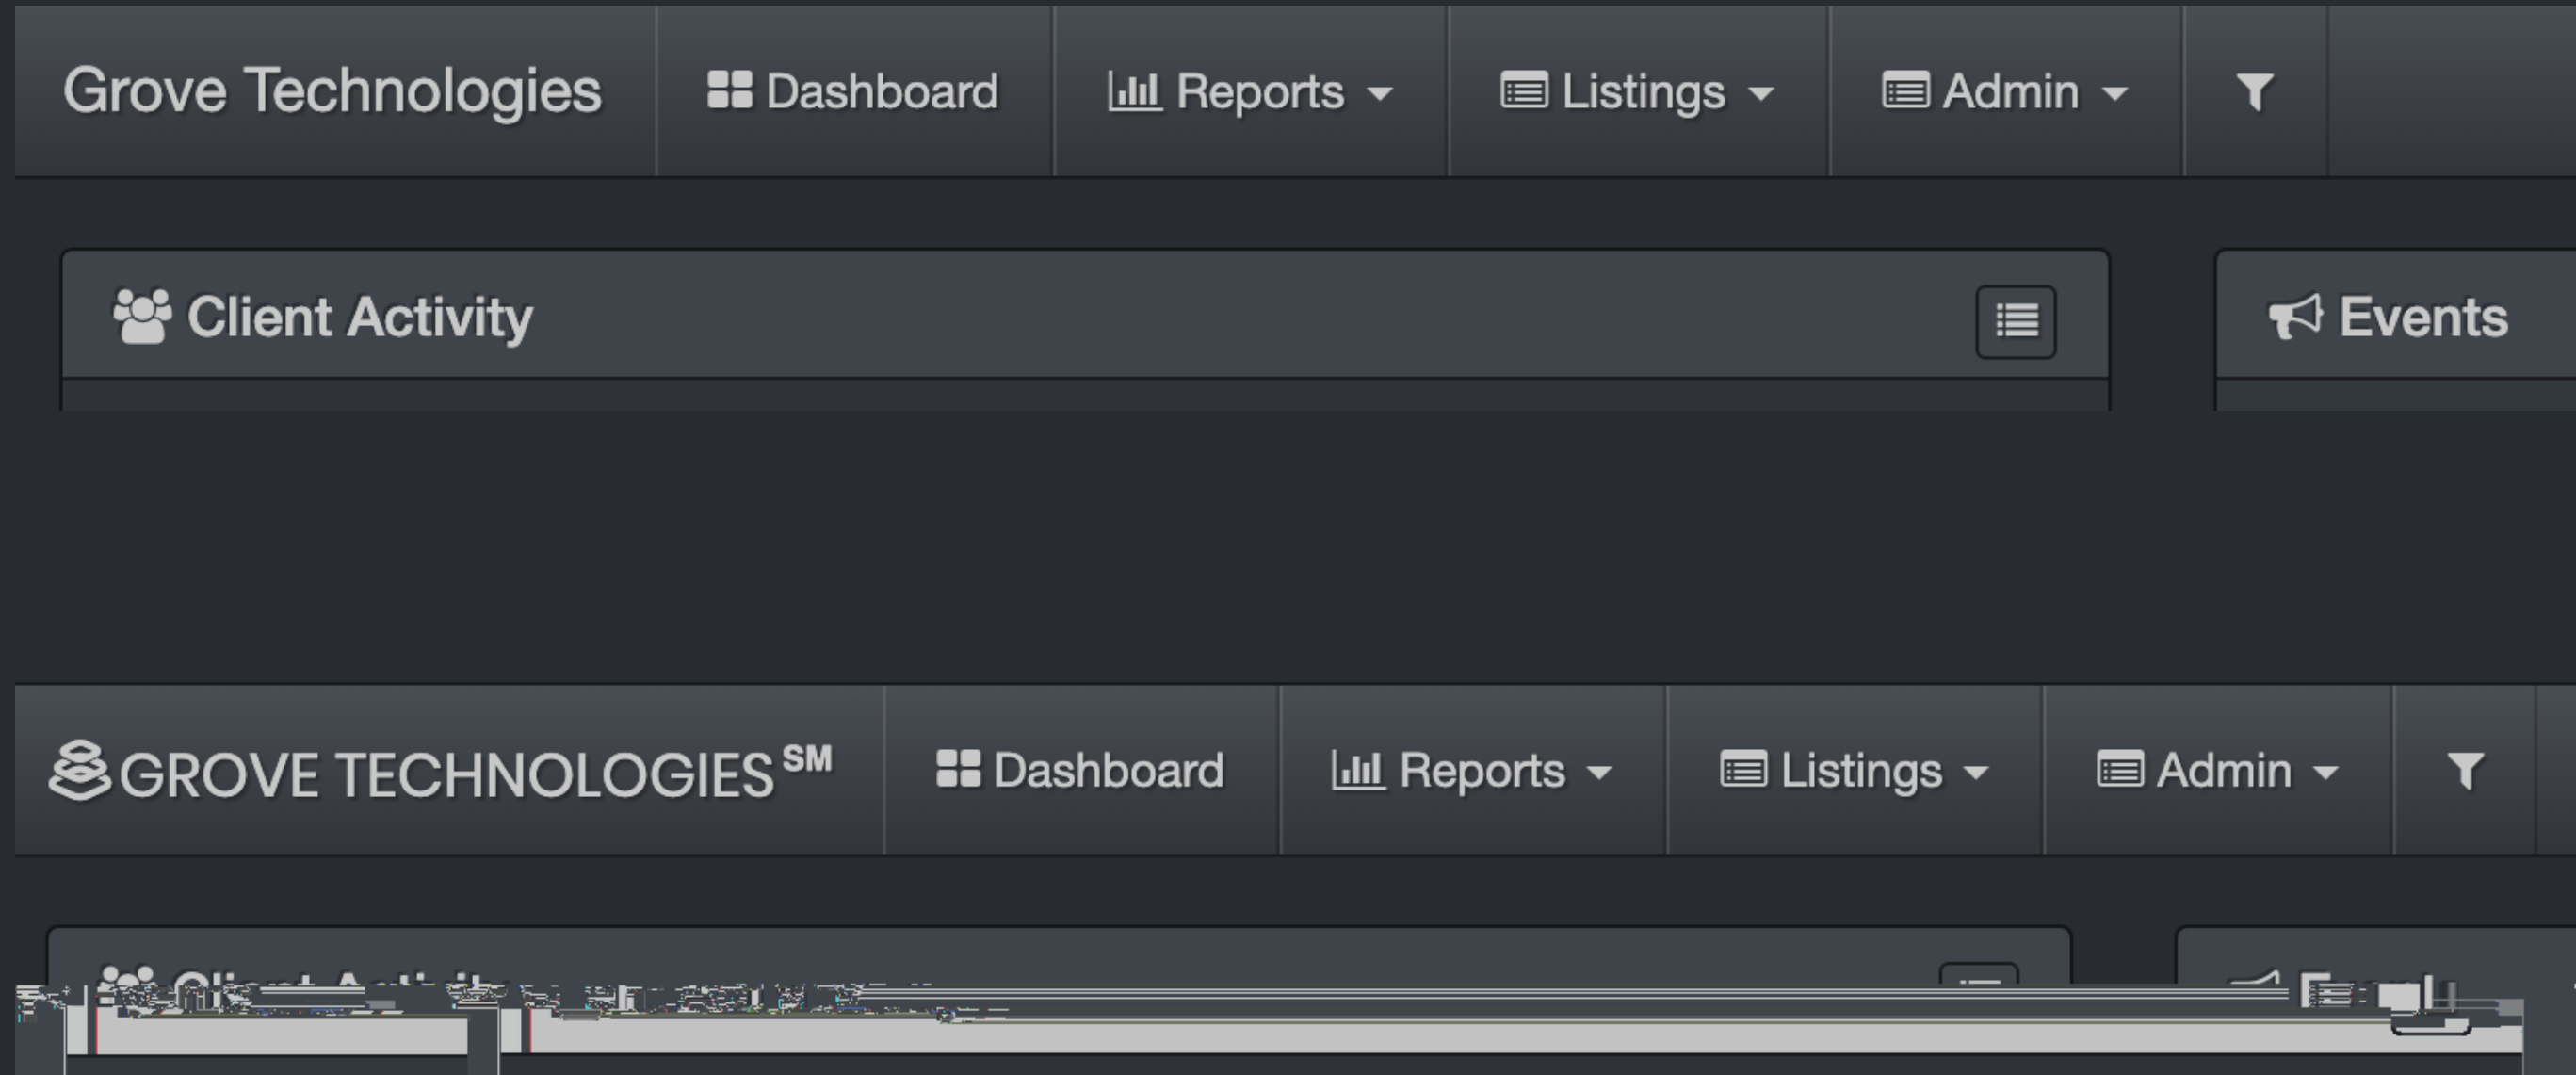 Grove Technologies Dashboard Reports Listings Admin
Client Activity Events
GROVE TECHNOLOGIES SM Dashboard Reports Listings Admin